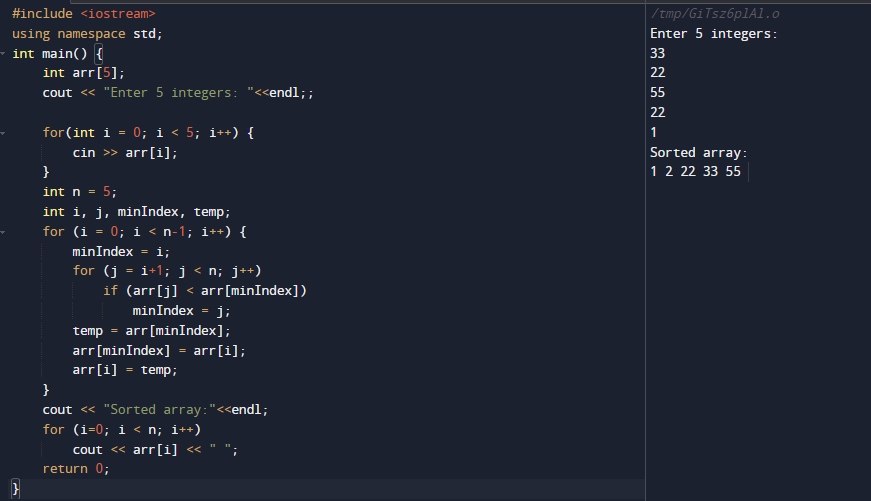 #include <iostream>
using namespace std;
int main() {
    int arr[5];
    cout << "Enter 5 integers: "<<endl;;

    for(int i = 0; i < 5; i++) {
        cin >> arr[i];
    }
    int n = 5;
    int i, j, minIndex, temp;
    for (i = 0; i < n-1; i++) {
        minIndex = i;
        for (j = i+1; j < n; j++)
            if (arr[j] < arr[minIndex])
                minIndex = j;
        temp = arr[minIndex];
        arr[minIndex] = arr[i];
        arr[i] = temp;
    }
    cout << "Sorted array:"<<endl;
    for (i=0; i < n; i++)
        cout << arr[i] << " ";
    return 0;
}
/tmp/GiTsz6plAl.o
Enter 5 integers:
33
22
55
22
1
Sorted array:
1 2 22 33 55